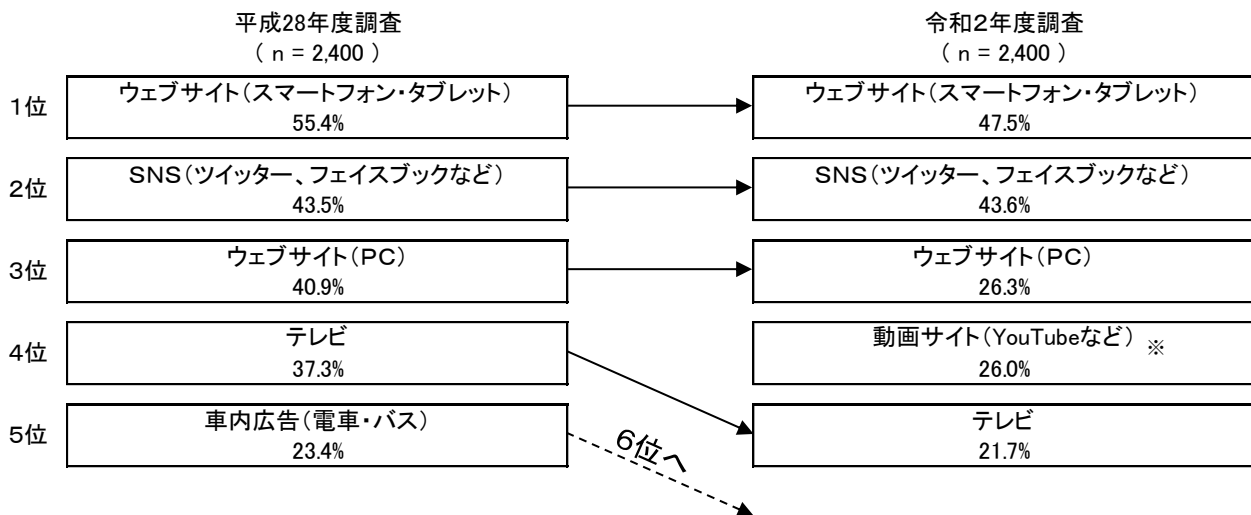 平成28年度調査
( n = 2,400 )
令和2年度調査
( n = 2,400 )
1位
ウェブサイト(スマートフォン・タブレット)
55.4%
ウェブサイト(スマートフォン・タブレット)
47.5%
2位
SNS(ツイッター、フェイスブックなど)
43.5%
SNS(ツイッター、フェイスブックなど)
43.6%
3位
ウェブサイト(PC)
40.9%
ウェブサイト(PC)
26.3%
4位
テレビ
37.3%
動画サイト(YouTubeなど) ※
26.0%
5位
車内広告(電車・バス)
23.4%
テレビ
21.7%
6位へ